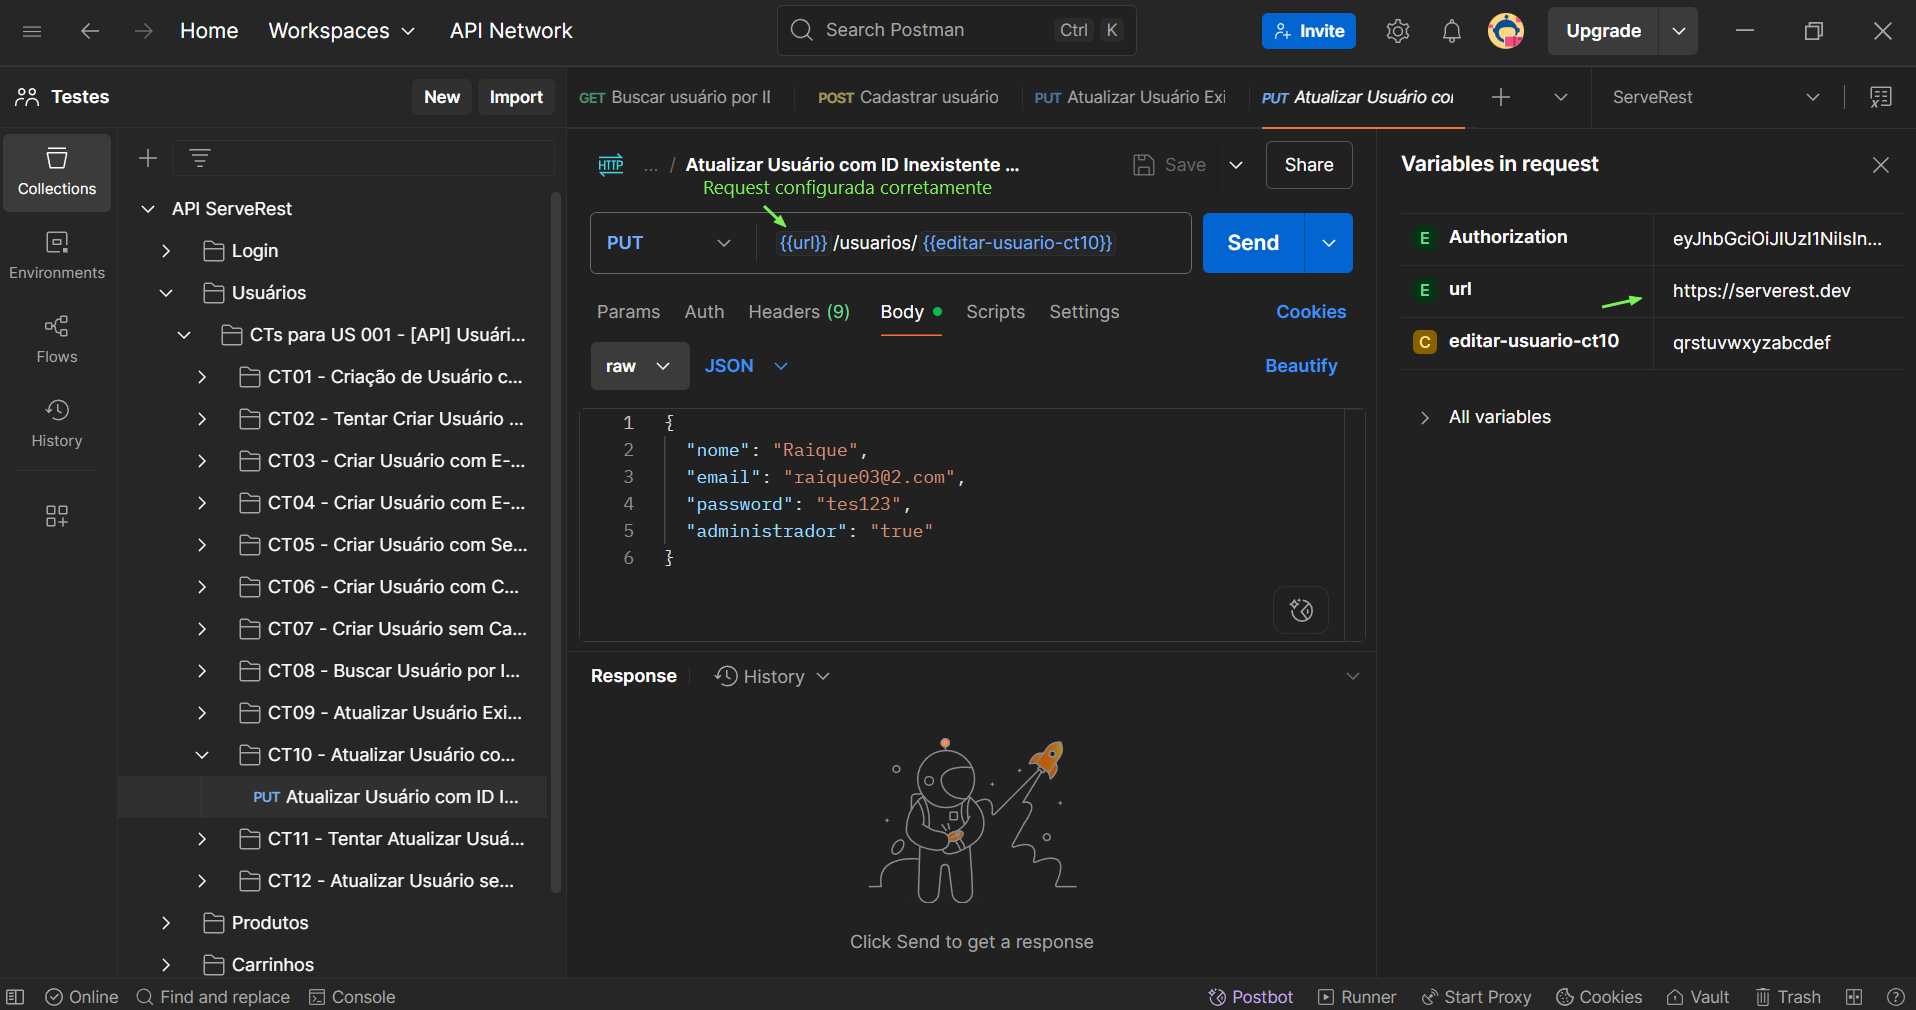 Home Workspaces API Network Search Postman Ctrl K Invite Upgrade
Testes New Import
GET Buscar usuário por II POST Cadastrar usuário PUT Atualizar Usuário Exi PUT Atualizar Usuário co ServeRest
Collections
Environments
Flows
History
API ServeRest
Login
Usuários
CTs para US 001 - [API] Usuári...
CT01 - Criação de Usuário c...
CT02 - Tentar Criar Usuário ...
CT03 - Criar Usuário com E-...
CT04 - Criar Usuário com E-...
CT05 - Criar Usuário com Se...
CT06 - Criar Usuário com C...
CT07 - Criar Usuário sem Ca...
CT08 - Buscar Usuário por I...
CT09 - Atualizar Usuário Exi...
CT10 - Atualizar Usuário co...
PUT Atualizar Usuário com ID I...
CT11 - Tentar Atualizar Usuá...
CT12 - Atualizar Usuário se...
Produtos
Carrinhos
HTTP ... / Atualizar Usuário com ID Inexistente ... Save Share
Request configurada corretamente
PUT {{url}}/usuarios/{{editar-usuario-ct10}} Send
Params Auth Headers (9) Body Scripts Settings Cookies
raw JSON Beautify
1 {
2 "nome": "Raique",
3 "email": "raique03@2.com",
4 "password": "tes123",
5 "administrador": "true"
6 }
Response History
Click Send to get a response
Variables in request
E Authorization eyJhbGciOiJIUzI1NiIsIn...
E url https://serverest.dev
C editar-usuario-ct10 qrstuvwxyzabcdef
All variables
Online Find and replace Console Postbot Runner Start Proxy Cookies Vault Trash